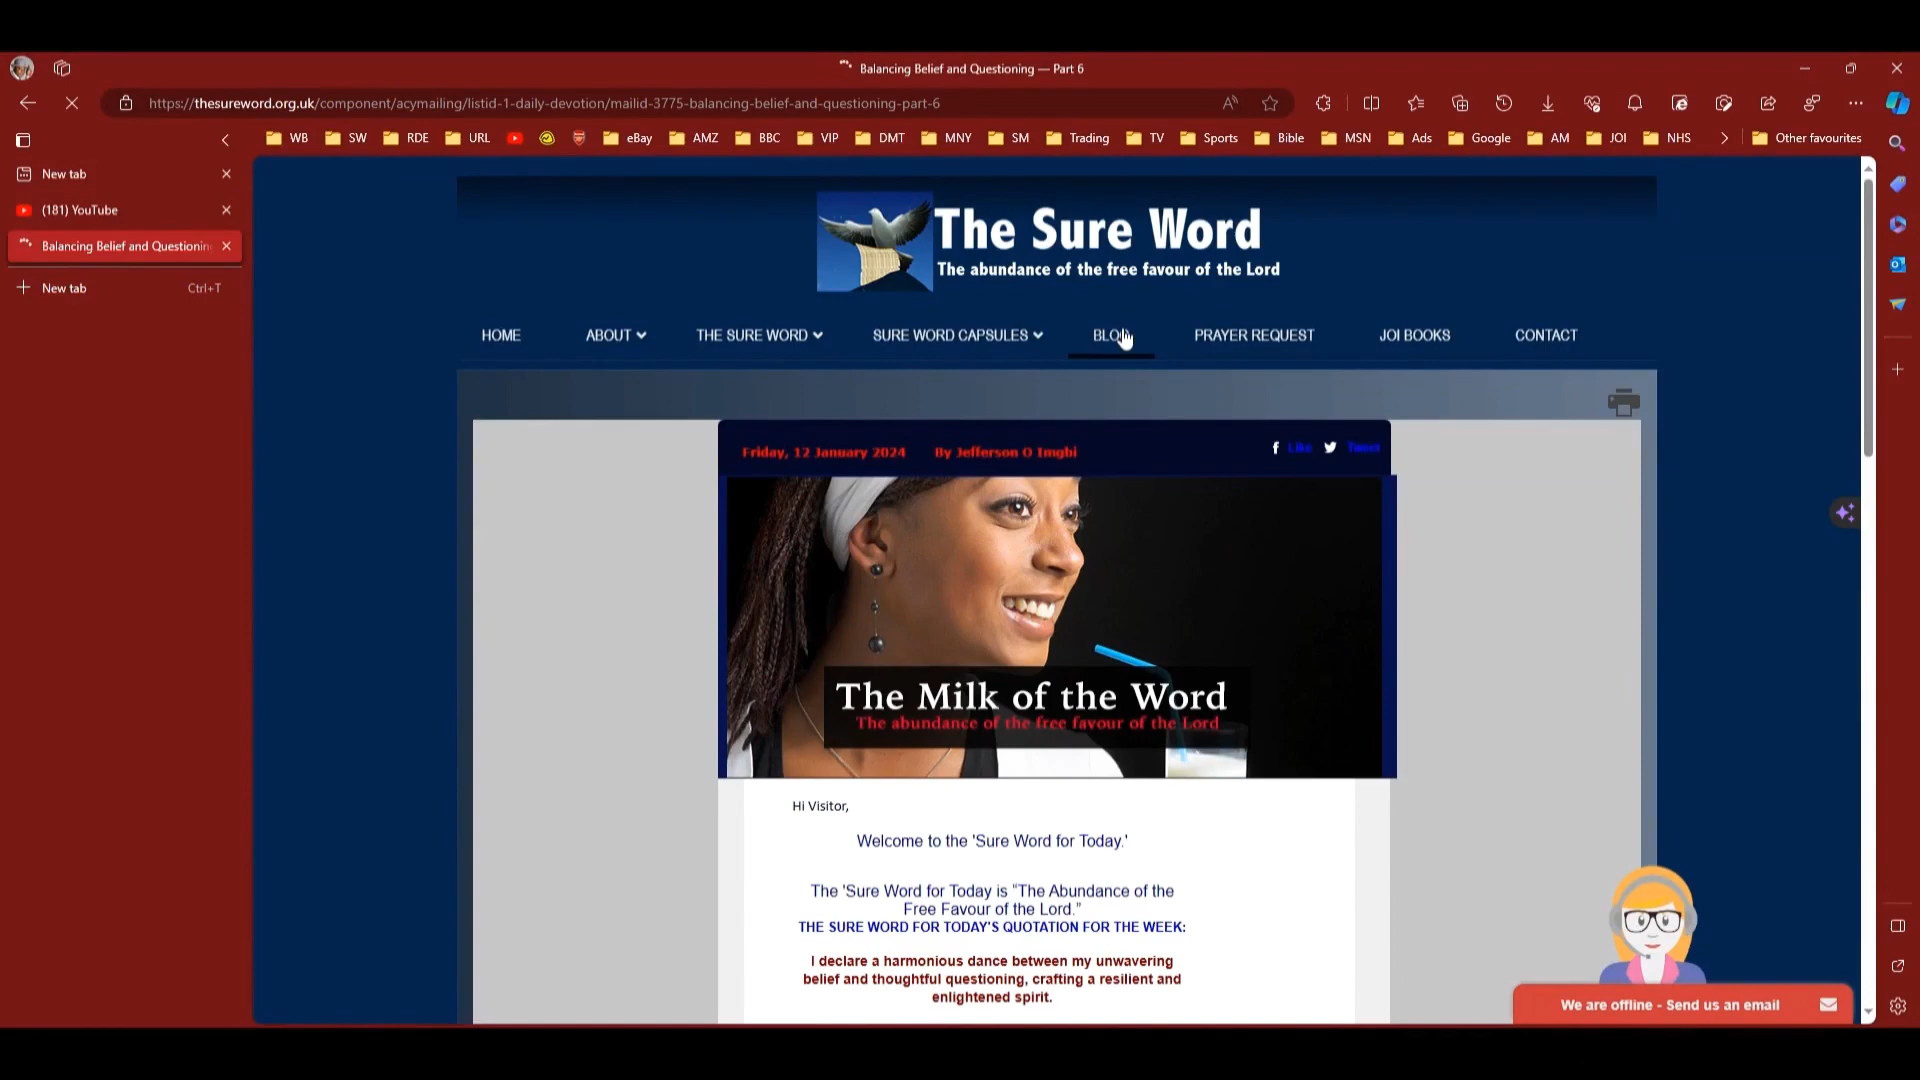 Balancing Belief and Questioning — Part 6
https://thesureword.org.uk/component/acymailing/listid-1-daily-devotion/mailid-3775-balancing-belief-and-questioning-part-6
WB SW RDE URL eBay AMZ BBC VIP DMT MNY SM Trading TV Sports Bible MSN Ads Google AM JOI NHS Other favourites
New tab
(181) YouTube
Balancing Belief and Questionin
New tab Ctrl+T
The Sure Word
The abundance of the free favour of the Lord
HOME ABOUT THE SURE WORD SURE WORD CAPSULES BLOG PRAYER REQUEST JOI BOOKS CONTACT
Friday, 12 January 2024 By Jefferson O Imgbi Like Tweet
The Milk of the Word
The abundance of the free favour of the Lord
Hi Visitor,
Welcome to the 'Sure Word for Today.'
The 'Sure Word for Today is “The Abundance of the
Free Favour of the Lord.”
THE SURE WORD FOR TODAY'S QUOTATION FOR THE WEEK:
I declare a harmonious dance between my unwavering
belief and thoughtful questioning, crafting a resilient and
enlightened spirit.
We are offline - Send us an email